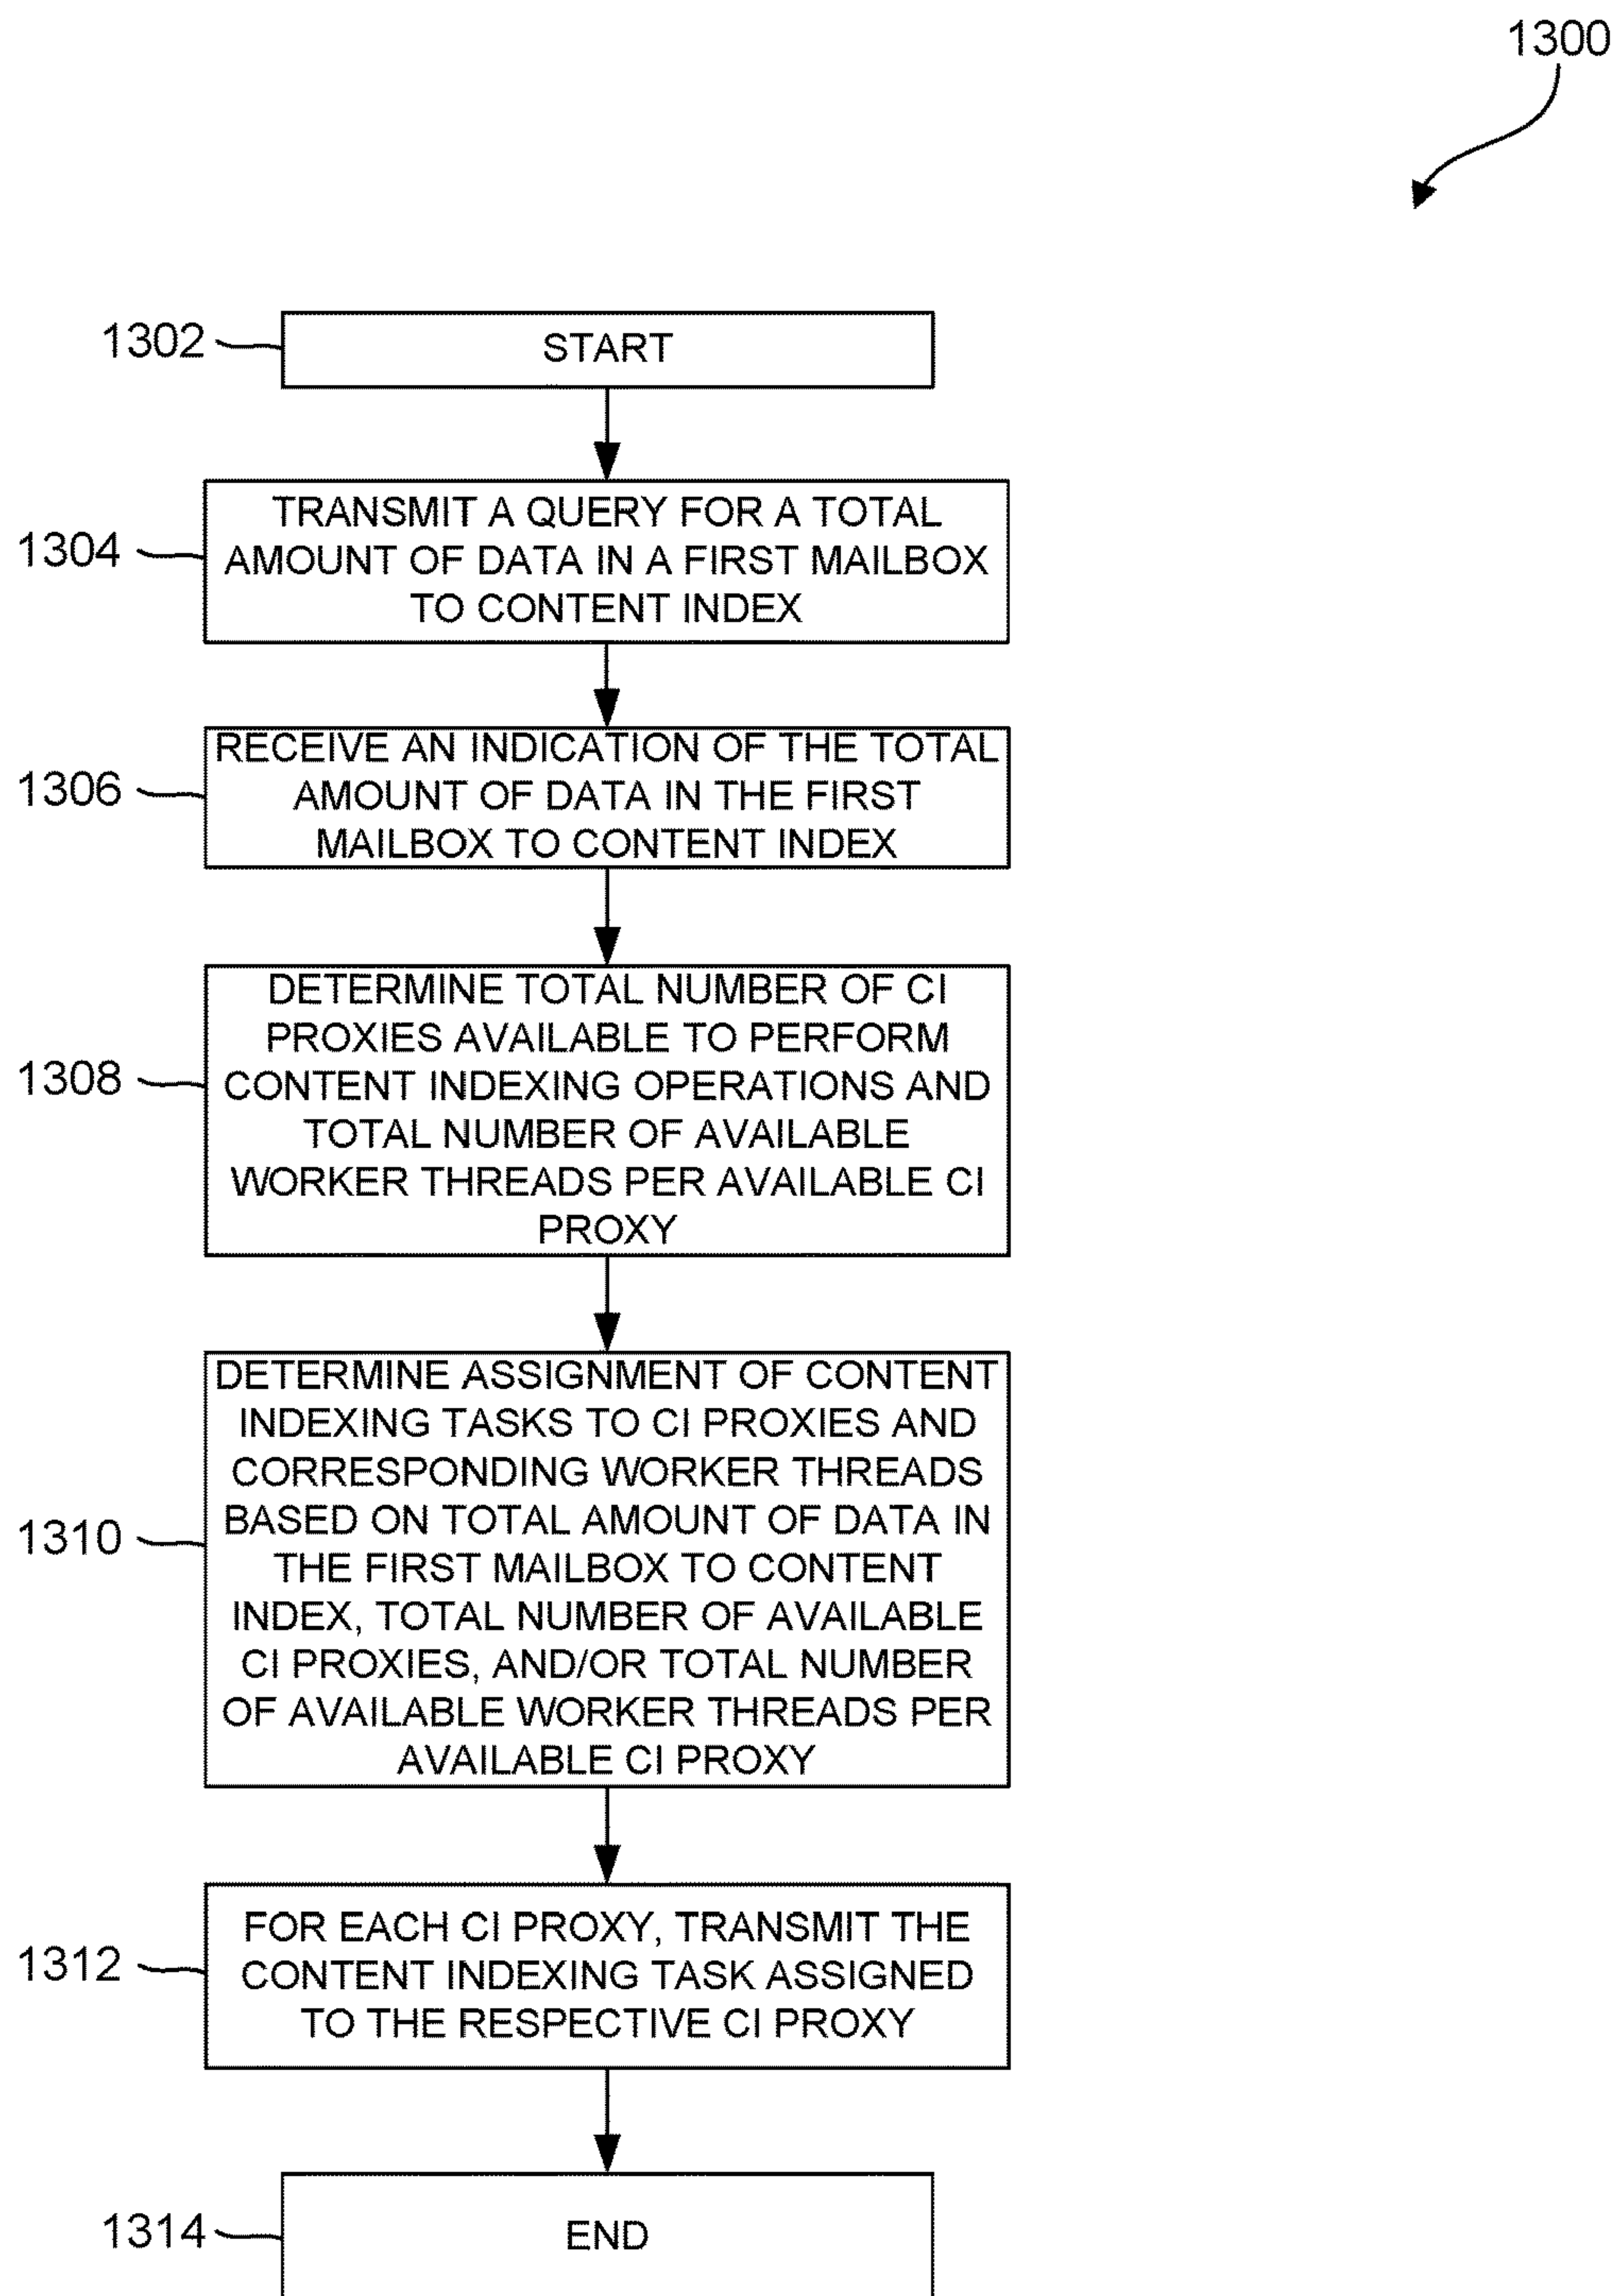 1300
1302
START
1304
TRANSMIT A QUERY FOR A TOTAL
AMOUNT OF DATA IN A FIRST MAILBOX
TO CONTENT INDEX
1306
RECEIVE AN INDICATION OF THE TOTAL
AMOUNT OF DATA IN THE FIRST
MAILBOX TO CONTENT INDEX
1308
DETERMINE TOTAL NUMBER OF CI
PROXIES AVAILABLE TO PERFORM
CONTENT INDEXING OPERATIONS AND
TOTAL NUMBER OF AVAILABLE
WORKER THREADS PER AVAILABLE CI
PROXY
1310
DETERMINE ASSIGNMENT OF CONTENT
INDEXING TASKS TO CI PROXIES AND
CORRESPONDING WORKER THREADS
BASED ON TOTAL AMOUNT OF DATA IN
THE FIRST MAILBOX TO CONTENT
INDEX, TOTAL NUMBER OF AVAILABLE
CI PROXIES, AND/OR TOTAL NUMBER
OF AVAILABLE WORKER THREADS PER
AVAILABLE CI PROXY
1312
FOR EACH CI PROXY, TRANSMIT THE
CONTENT INDEXING TASK ASSIGNED
TO THE RESPECTIVE CI PROXY
1314
END